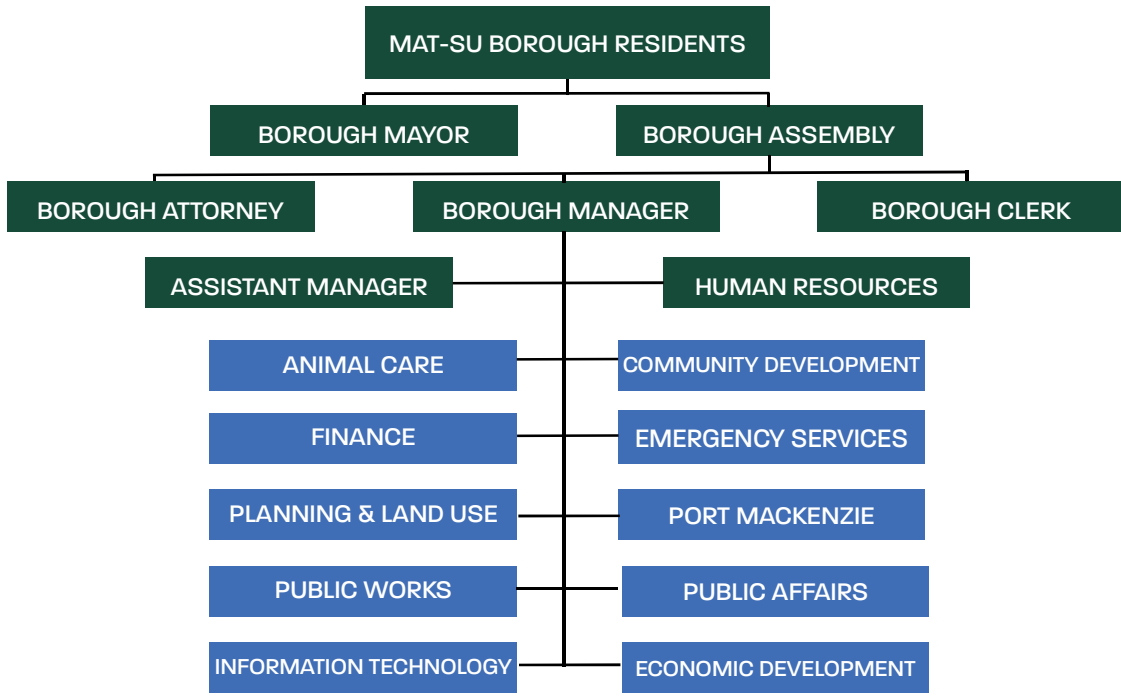 MAT-SU BOROUGH RESIDENTS
BOROUGH MAYOR
BOROUGH ASSEMBLY
BOROUGH ATTORNEY
BOROUGH MANAGER
BOROUGH CLERK
ASSISTANT MANAGER
HUMAN RESOURCES
ANIMAL CARE
COMMUNITY DEVELOPMENT
FINANCE
EMERGENCY SERVICES
PLANNING & LAND USE
PORT MACKENZIE
PUBLIC WORKS
PUBLIC AFFAIRS
INFORMATION TECHNOLOGY
ECONOMIC DEVELOPMENT